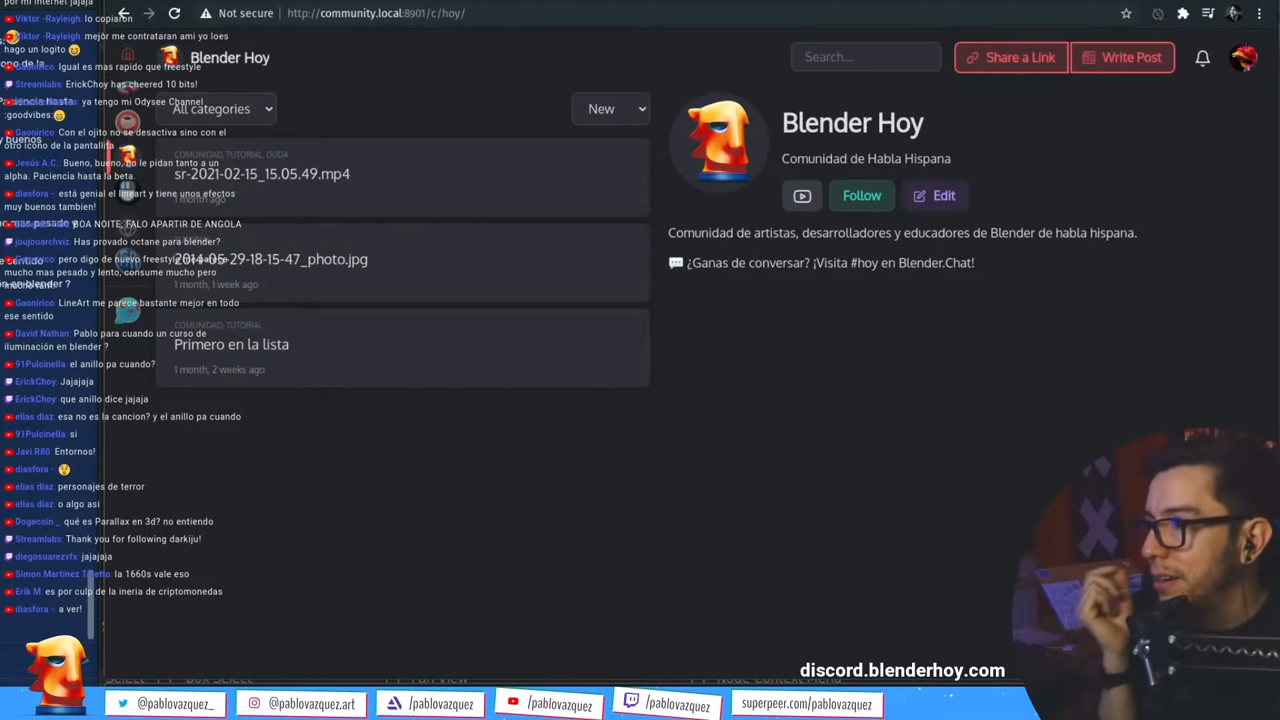 por mi internet jajaja
Viktor -Rayleigh: lo copiaron
Viktor -Rayleigh: mejor me contrataran ami yo les
hago un logito
Gaonirico: Igual es mas rapido que freestyle
Streamlabs: ErickChoy has cheered 10 bits!
ya tengo mi Odysee Channel
:goodvibes:
Gaonirico: Con el ojito no se desactiva sino con el
otro icono de la pantallita
Jesús A.C.: Bueno, bueno, no le pidan tanto a un
alpha. Paciencia hasta la beta.
diasfora -: está genial el lineart y tiene unos efectos
muy buenos tambien!
BOA NOITE, FALO APARTIR DE ANGOLA
joujouarchviz: Has provado octane para blender?
Gaonirico: pero digo de nuevo freestyle
mucho mas pesado y lento, consume mucho pero
Gaonirico: LineArt me parece bastante mejor en todo
ese sentido
David Nathan: Pablo para cuando un curso de
iluminación en blender ?
91Pulcinella: el anillo pa cuando?
ErickChoy: Jajajaja
ErickChoy: que anillo dice jajaja
elias diaz: esa no es la cancion? y el anillo pa cuando
91Pulcinella: si
Javi R80: Entornos!
diasfora -:
elias diaz: personajes de terror
elias diaz: o algo asi
Dogecoin _: qué es Parallax en 3d? no entiendo
Streamlabs: Thank you for following darkiju!
diegosuarezvfx: jajajaja
Simon Martínez: la 1660s vale eso
Erik M: es por culp de la ineria de criptomonedas
diasfora -: a ver!
Not secure
http://community.local:8901/c/hoy/
Blender Hoy
Search...
Share a Link
Write Post
All categories
New
COMUNIDAD, TUTORIAL, DUDA
sr-2021-02-15_15.05.49.mp4
1 month ago
2014-05-29-18-15-47_photo.jpg
1 month, 1 week ago
COMUNIDAD, TUTORIAL
Primero en la lista
1 month, 2 weeks ago
Blender Hoy
Comunidad de Habla Hispana
Follow
Edit
Comunidad de artistas, desarrolladores y educadores de Blender de habla hispana.
¿Ganas de conversar? ¡Visita #hoy en Blender.Chat!
discord.blenderhoy.com
@pablovazquez_
@pablovazquez.art
/pablovazquez
/pablovazquez
/pablovazquez
superpeer.com/pablovazquez